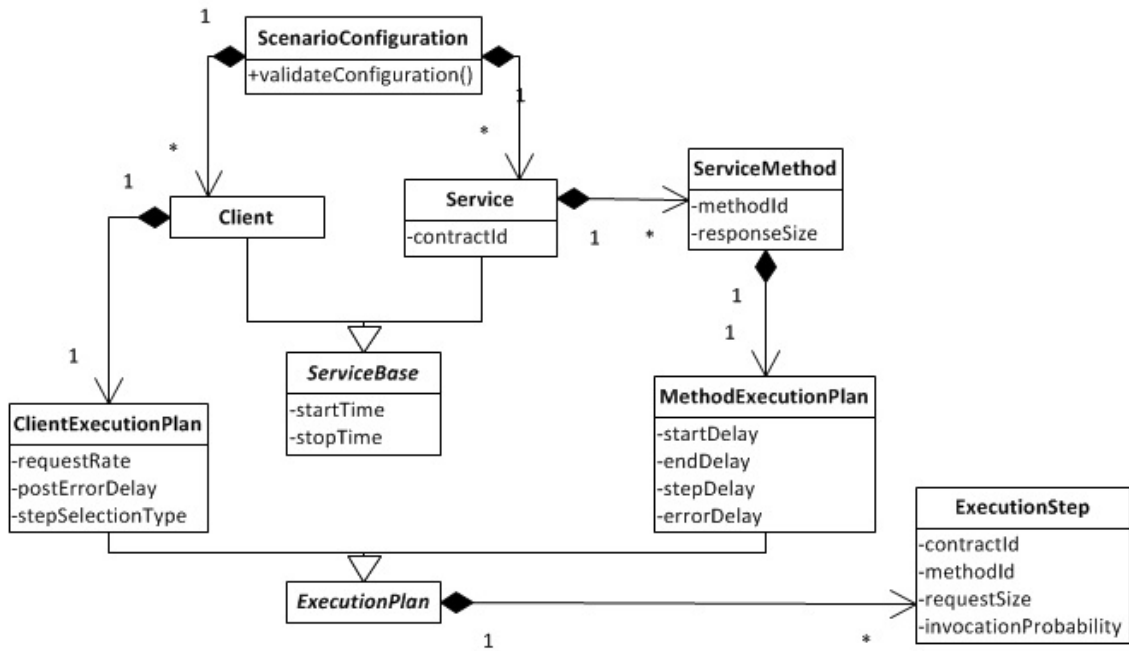 1
ScenarioConfiguration
+validateConfiguration()
1
*
*
1
Client
Service
-contractId
1
*
ServiceMethod
-methodId
-responseSize
1
1
1
ServiceBase
-startTime
-stopTime
ClientExecutionPlan
-requestRate
-postErrorDelay
-stepSelectionType
MethodExecutionPlan
-startDelay
-endDelay
-stepDelay
-errorDelay
ExecutionPlan
1
*
ExecutionStep
-contractId
-methodId
-requestSize
-invocationProbability